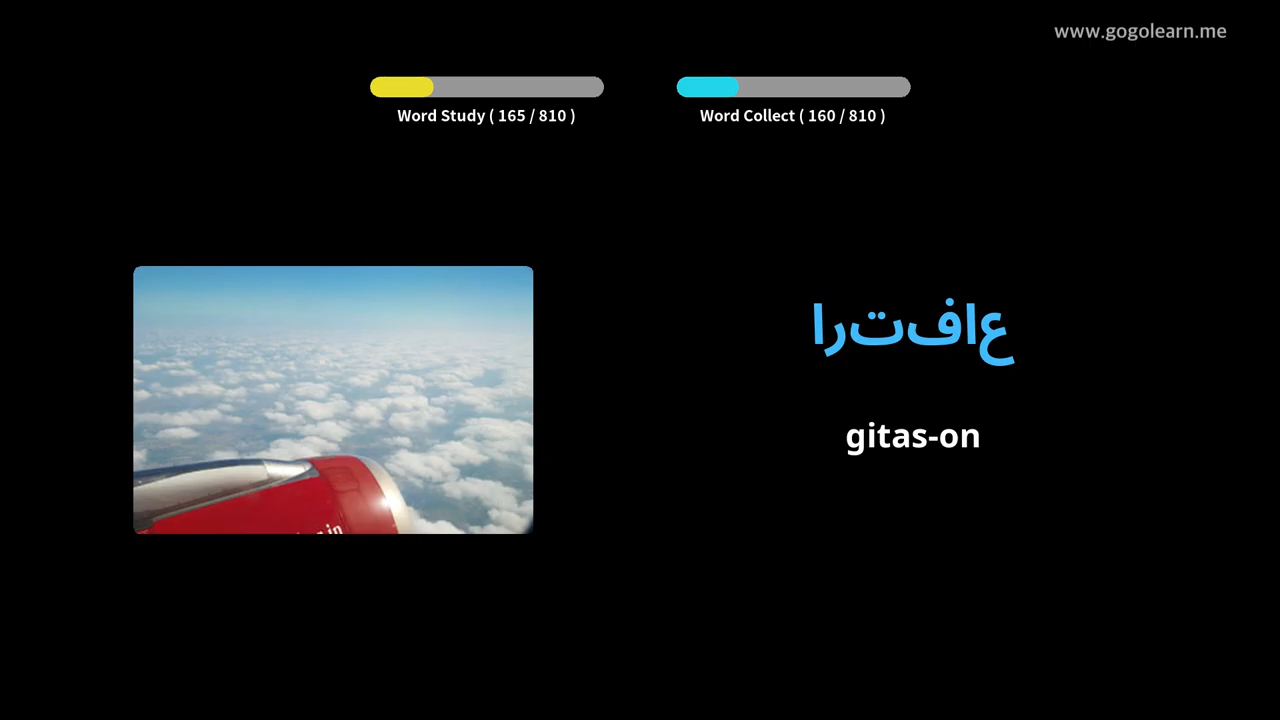 www.gogolearn.me
Word Study ( 165 / 810 )
Word Collect ( 160 / 810 )
ارتفاع
gitas-on